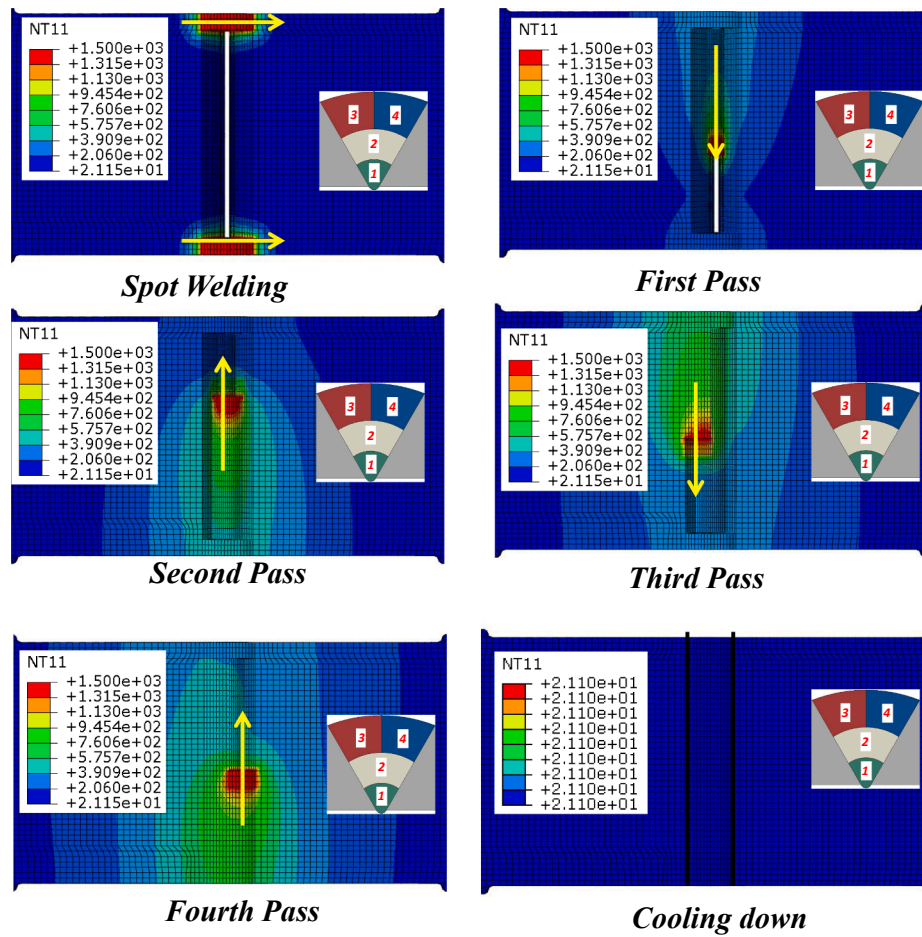 NT11
+1.500e+03
+1.315e+03
+1.130e+03
+9.454e+02
+7.606e+02
+5.757e+02
+3.909e+02
+2.060e+02
+2.115e+01
3 4
2
1
Spot Welding
NT11
+1.500e+03
+1.315e+03
+1.130e+03
+9.454e+02
+7.606e+02
+5.757e+02
+3.909e+02
+2.060e+02
+2.115e+01
3 4
2
1
First Pass
NT11
+1.500e+03
+1.315e+03
+1.130e+03
+9.454e+02
+7.606e+02
+5.757e+02
+3.909e+02
+2.060e+02
+2.115e+01
3 4
2
1
Second Pass
NT11
+1.500e+03
+1.315e+03
+1.130e+03
+9.454e+02
+7.606e+02
+5.757e+02
+3.909e+02
+2.060e+02
+2.115e+01
3 4
2
1
Third Pass
NT11
+1.500e+03
+1.315e+03
+1.130e+03
+9.454e+02
+7.606e+02
+5.757e+02
+3.909e+02
+2.060e+02
+2.115e+01
3 4
2
1
Fourth Pass
NT11
+2.110e+01
+2.110e+01
+2.110e+01
+2.110e+01
+2.110e+01
+2.110e+01
+2.110e+01
+2.110e+01
3 4
2
1
Cooling down